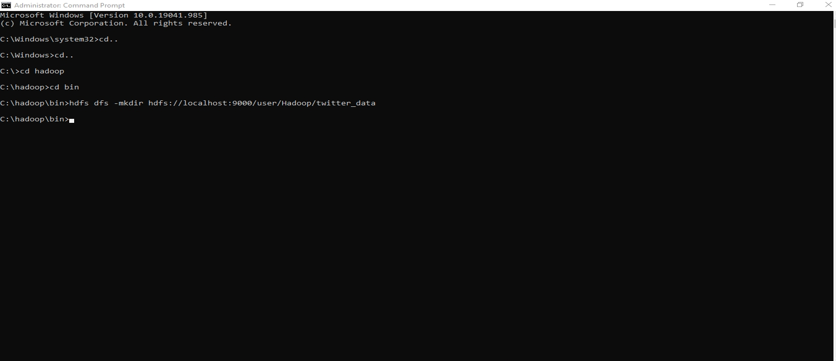 Administrator: Command Prompt
Microsoft Windows [Version 10.0.19041.985]
(c) Microsoft Corporation. All rights reserved.
C:\Windows\system32>cd..
C:\Windows>cd..
C:\>cd hadoop
C:\hadoop>cd bin
C:\hadoop\bin>hdfs dfs -mkdir hdfs://localhost:9000/user/Hadoop/twitter_data
C:\hadoop\bin>